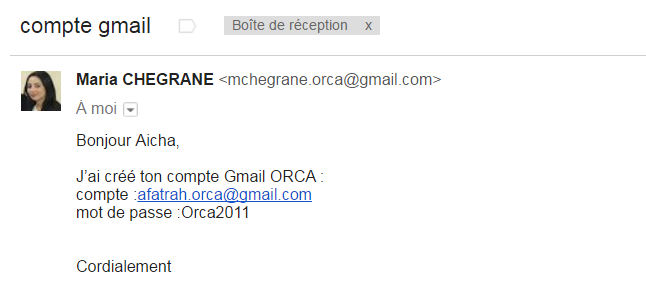 compte gmail
Boîte de réception x
Maria CHEGRANE <mchegrane.orca@gmail.com>
À moi
Bonjour Aicha,
J'ai créé ton compte Gmail ORCA :
compte :afatrah.orca@gmail.com
mot de passe :Orca2011
Cordialement